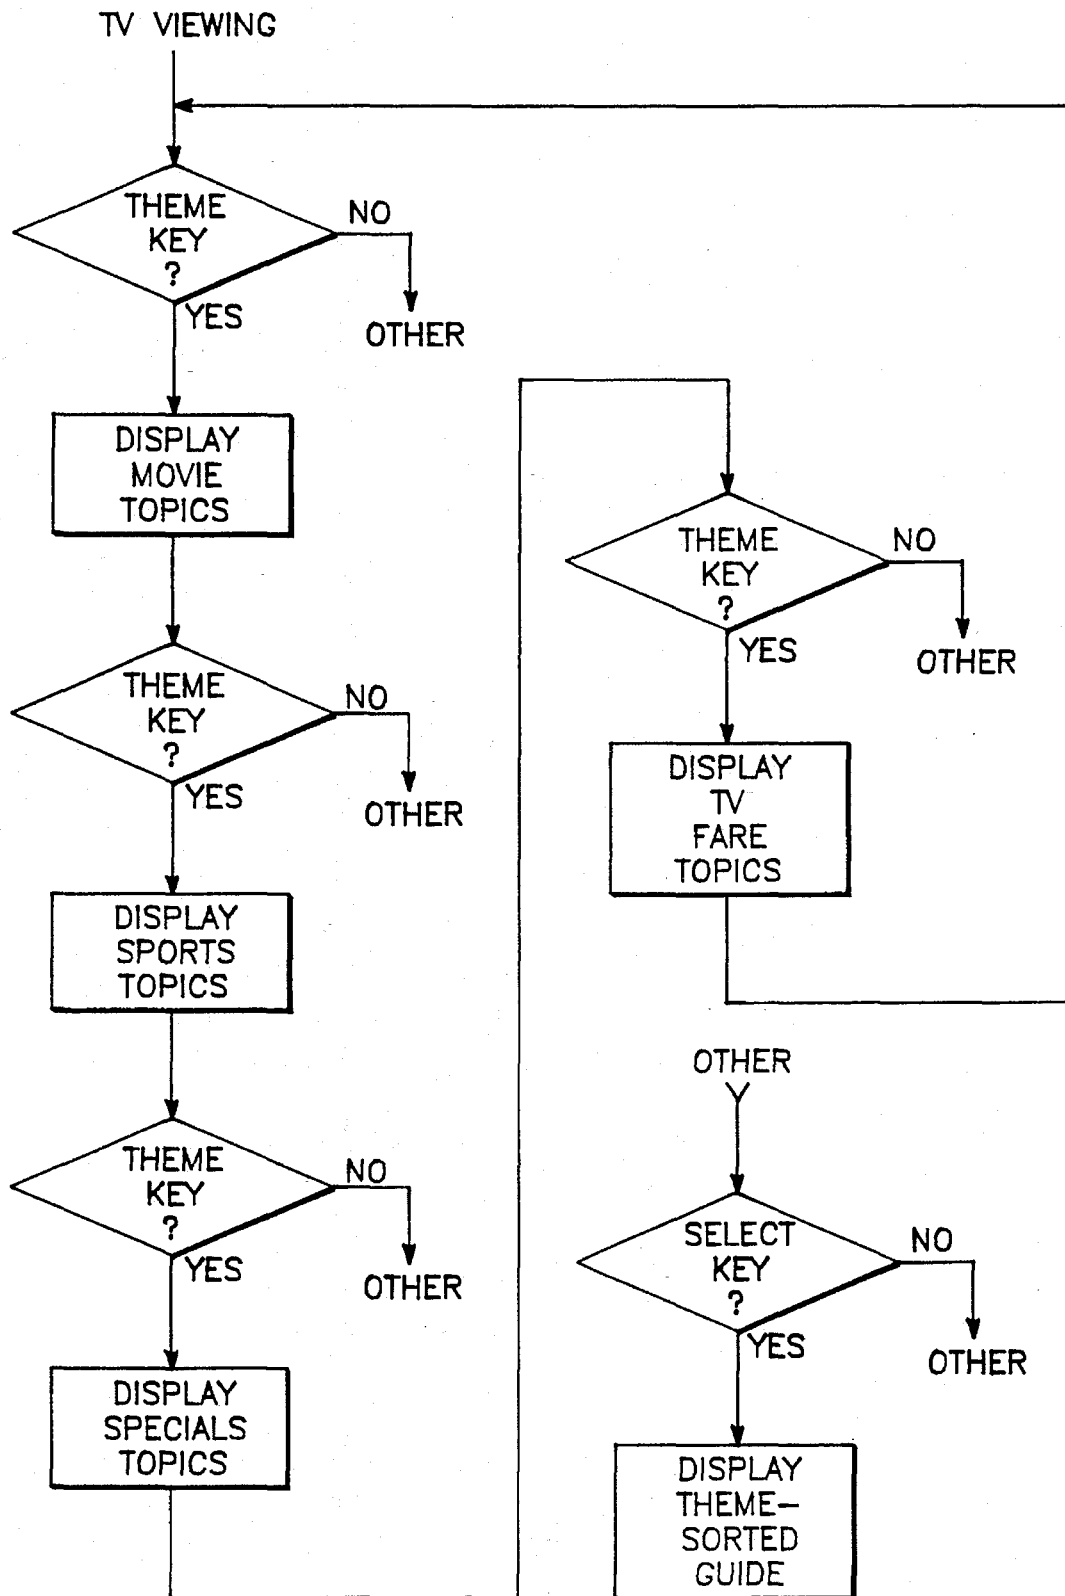 TV VIEWING
THEME
KEY
?
NO
YES
OTHER
DISPLAY
MOVIE
TOPICS
THEME
KEY
?
NO
YES
OTHER
DISPLAY
SPORTS
TOPICS
THEME
KEY
?
NO
YES
OTHER
DISPLAY
SPECIALS
TOPICS
THEME
KEY
?
NO
YES
OTHER
DISPLAY
TV
FARE
TOPICS
OTHER
SELECT
KEY
?
NO
YES
OTHER
DISPLAY
THEME-
SORTED
GUIDE